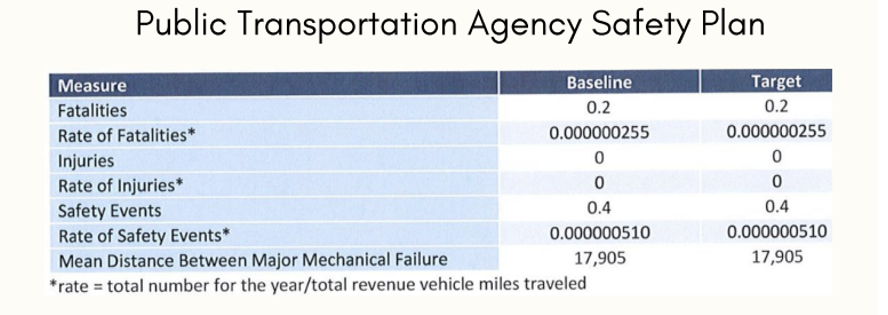 Public Transportation Agency Safety Plan
Measure Baseline Target
Fatalities 0.2 0.2
Rate of Fatalities* 0.000000255 0.000000255
Injuries 0 0
Rate of Injuries* 0 0
Safety Events 0.4 0.4
Rate of Safety Events* 0.000000510 0.000000510
Mean Distance Between Major Mechanical Failure 17,905 17,905
*rate = total number for the year/total revenue vehicle miles traveled